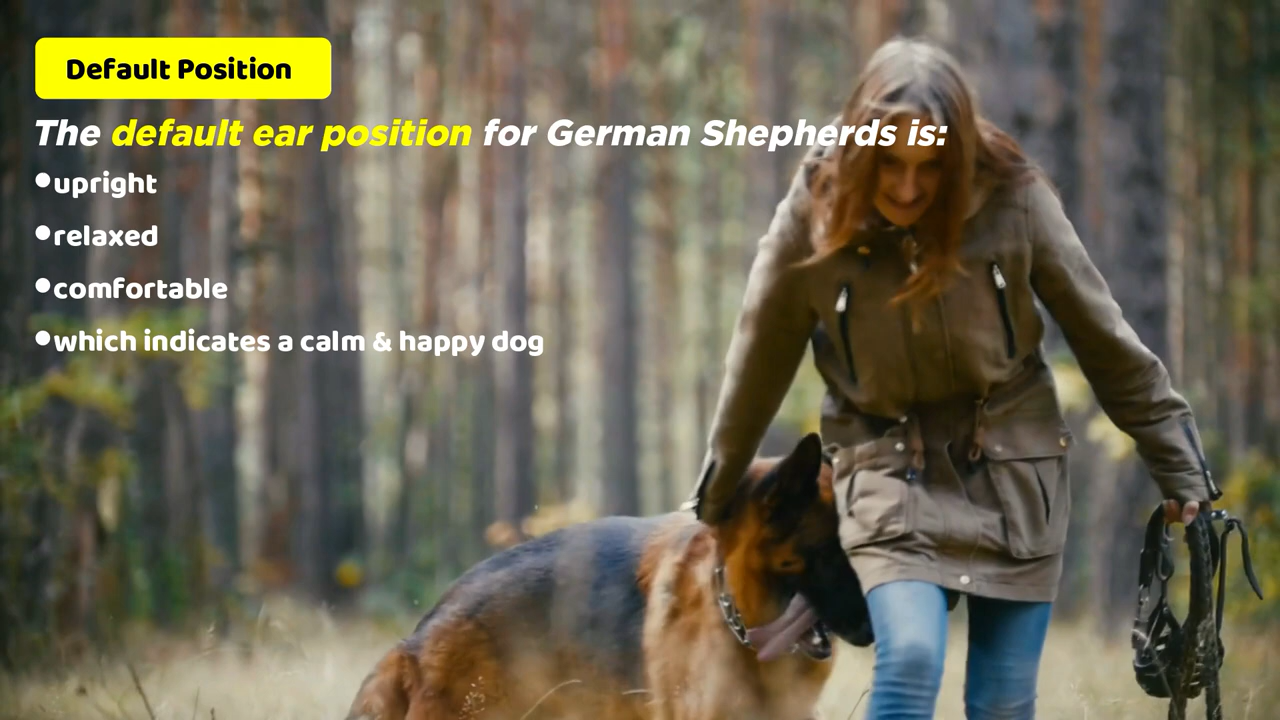 Default Position
The default ear position for German Shepherds is:
•upright
•relaxed
•comfortable
•which indicates a calm & happy dog